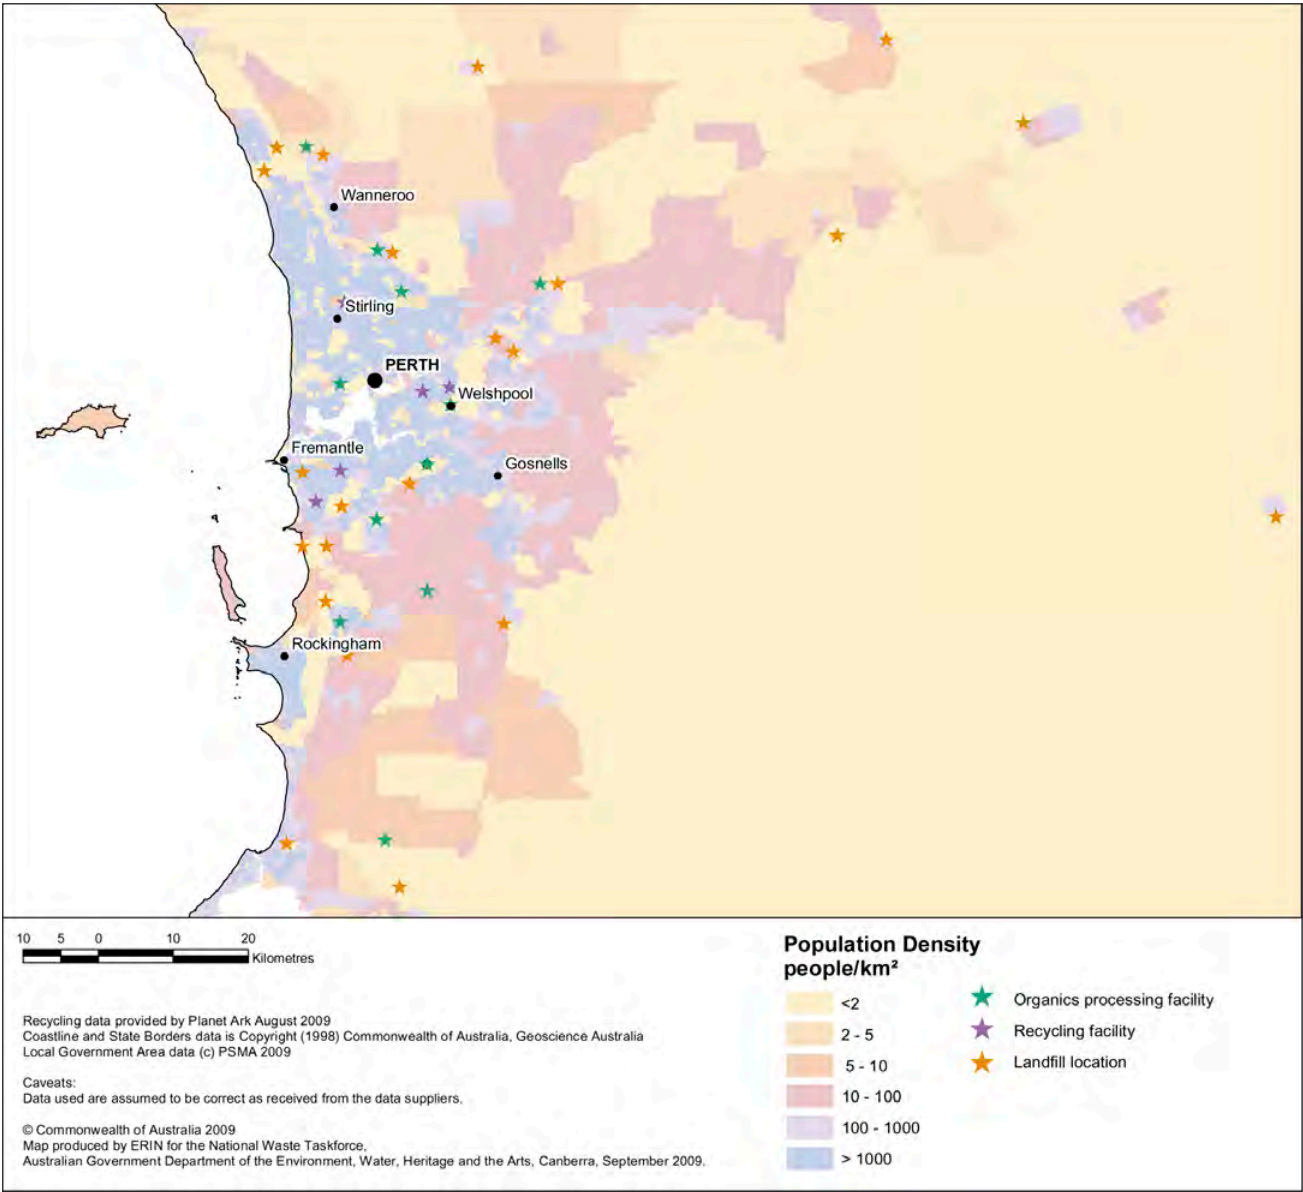 Wanneroo
Stirling
PERTH
Welshpool
Fremantle
Gosnells
Rockingham
10 5 0 10 20
Kilometres
Recycling data provided by Planet Ark August 2009
Coastline and State Borders data is Copyright (1998) Commonwealth of Australia, Geoscience Australia
Local Government Area data (c) PSMA 2009
Caveats:
Data used are assumed to be correct as received from the data suppliers.
© Commonwealth of Australia 2009
Map produced by ERIN for the National Waste Taskforce,
Australian Government Department of the Environment, Water, Heritage and the Arts, Canberra, September 2009.
Population Density
people/km²
<2
2 - 5
5 - 10
10 - 100
100 - 1000
> 1000
Organics processing facility
Recycling facility
Landfill location